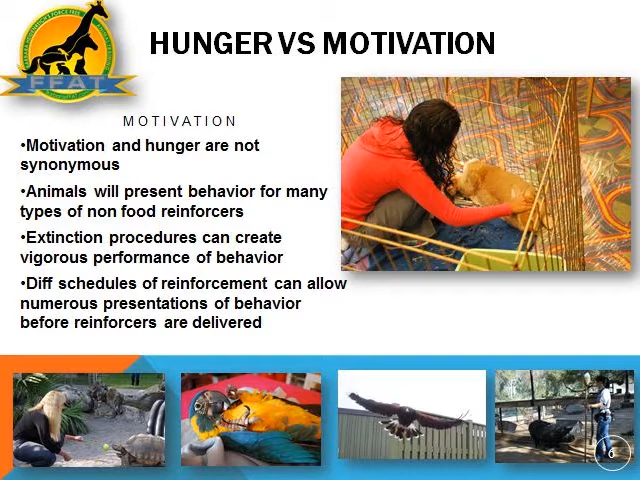 HUNGER VS MOTIVATION
FFAT
MOTIVATION
•Motivation and hunger are not
synonymous
•Animals will present behavior for many
types of non food reinforcers
•Extinction procedures can create
vigorous performance of behavior
•Diff schedules of reinforcement can allow
numerous presentations of behavior
before reinforcers are delivered
6